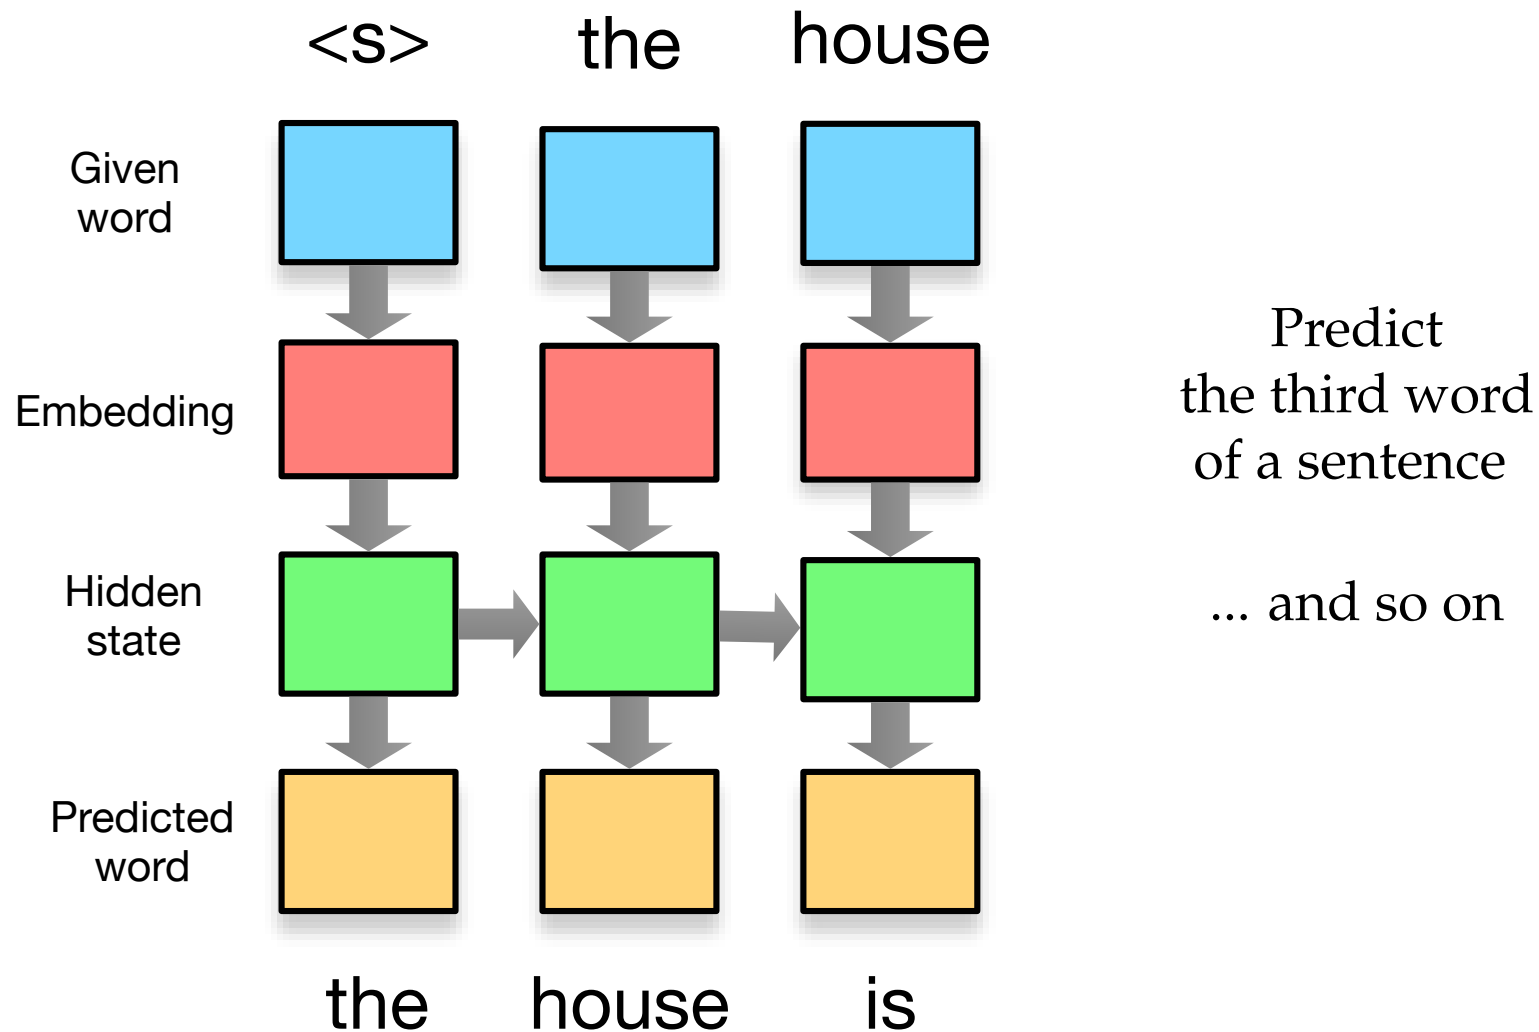 <s> the house
Given
word
Embedding
Hidden
state
Predicted
word
the house is
Predict
the third word
of a sentence
... and so on